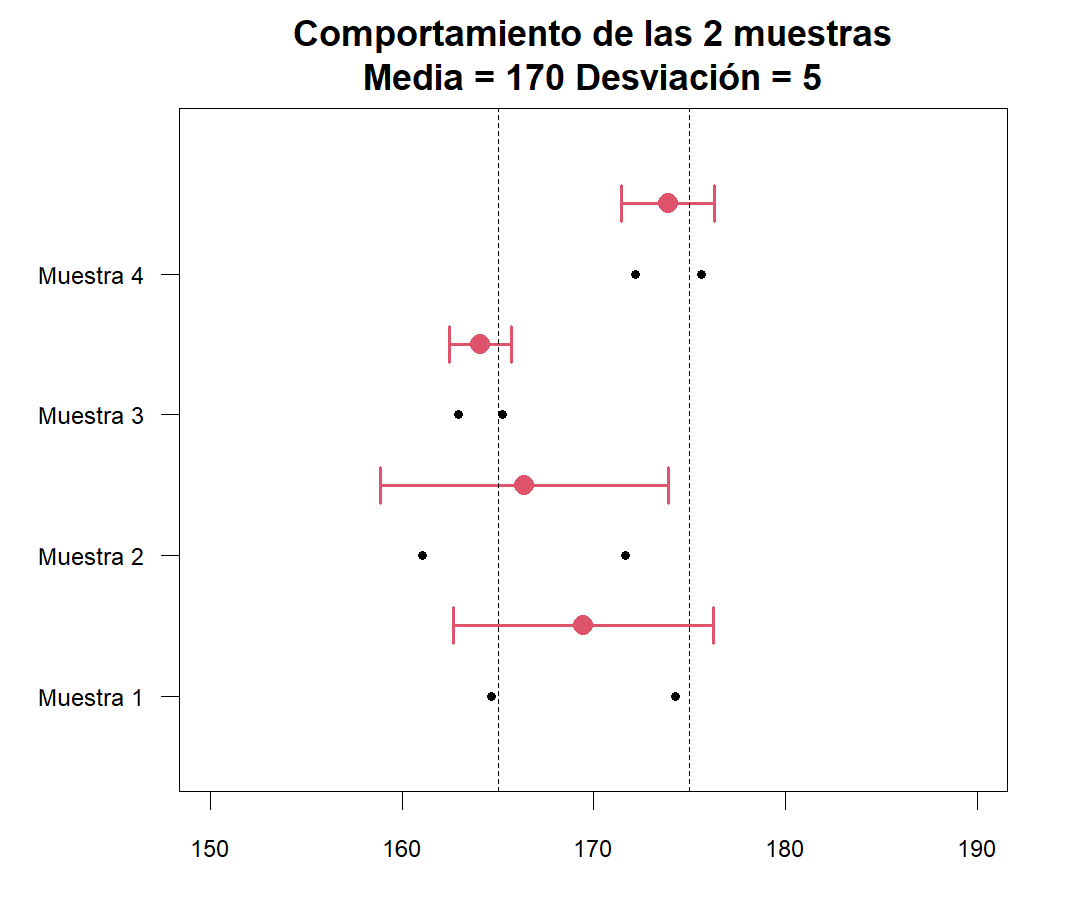 Comportamiento de las 2 muestras
Media = 170 Desviación = 5
Muestra 4
Muestra 3
Muestra 2
Muestra 1
150 160 170 180 190